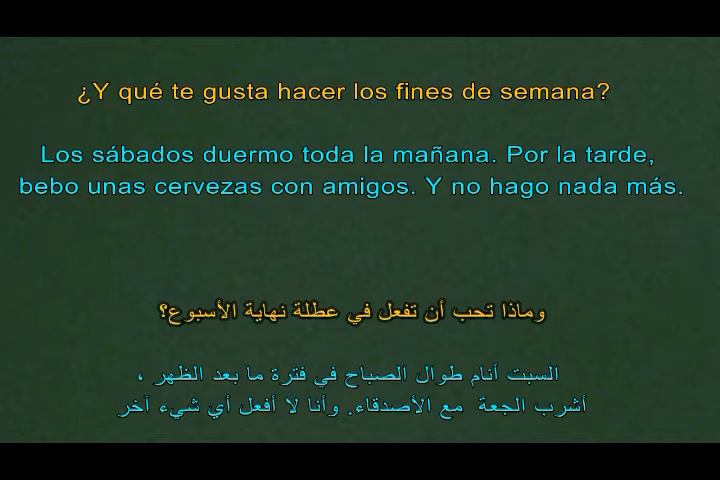 ¿Y qué te gusta hacer los fines de semana?
Los sábados duermo toda la mañana. Por la tarde,
bebo unas cervezas con amigos. Y no hago nada más.
وماذا تحب أن تفعل في عطلة نهاية الأسبوع؟
السبت أنام طوال الصباح في فترة ما بعد الظهر ،
أشرب الجعة مع الأصدقاء. وأنا لا أفعل أي شيء آخر